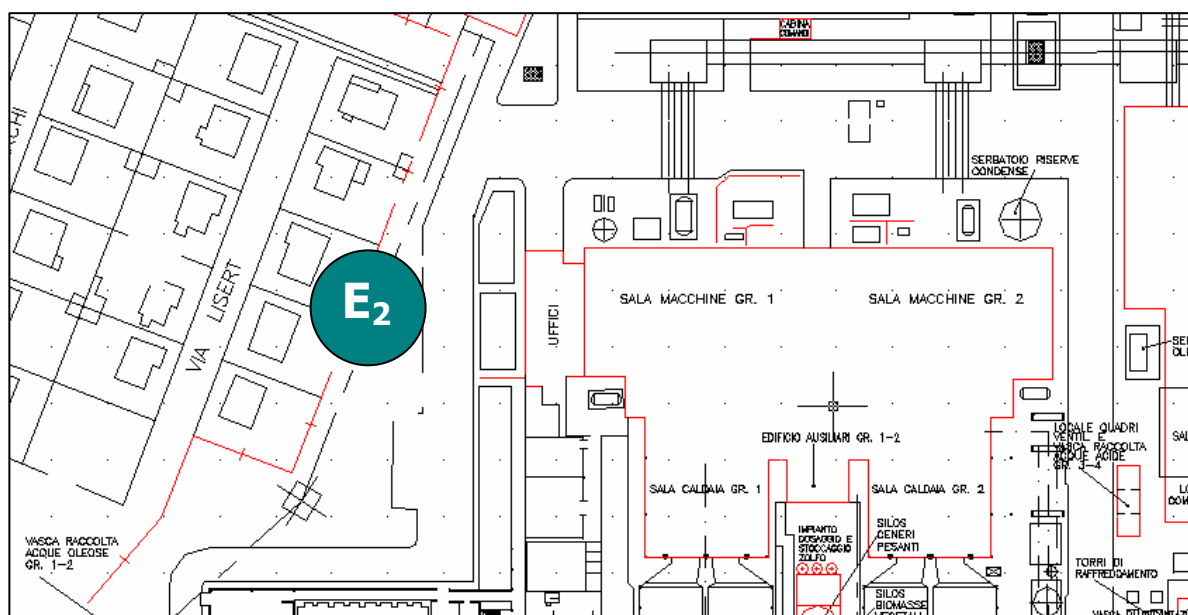 CABINA
COMANDI
SERBATOIO RISERVE
CONDENSE
E2
VIA LISERT
UFFICI
SALA MACCHINE GR. 1
SALA MACCHINE GR. 2
EDIFICIO AUSILIARI GR. 1-2
LOCALE QUADRI
VENTIL E
VASCA RACCOLTA
ACQUE ACIDE
GR. 3-4
SALA CALDAIA GR. 1
SALA CALDAIA GR. 2
IMPIANTO
DOSAGGIO E
STOCCAGGIO
ZOLFO
SILOS
CENERI
PESANTI
VASCA RACCOLTA
ACQUE OLEOSE
GR. 1-2
TORRI DI
RAFFREDDAMENTO
SILOS
BIOMASSE